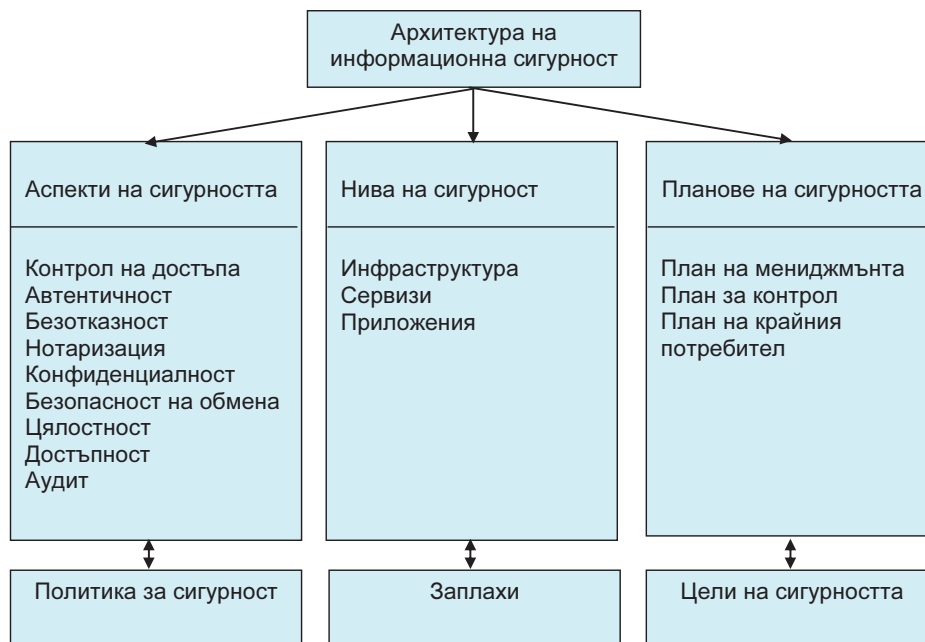 Архитектура на
информационна сигурност
Аспекти на сигурността
Контрол на достъпа
Автентичност
Безотказност
Нотаризация
Конфиденциалност
Безопасност на обмена
Цялостност
Достъпност
Аудит
Нива на сигурност
Инфраструктура
Сервизи
Приложения
Планове на сигурността
План на мениджмънта
План за контрол
План на крайния
потребител
Политика за сигурност
Заплахи
Цели на сигурността